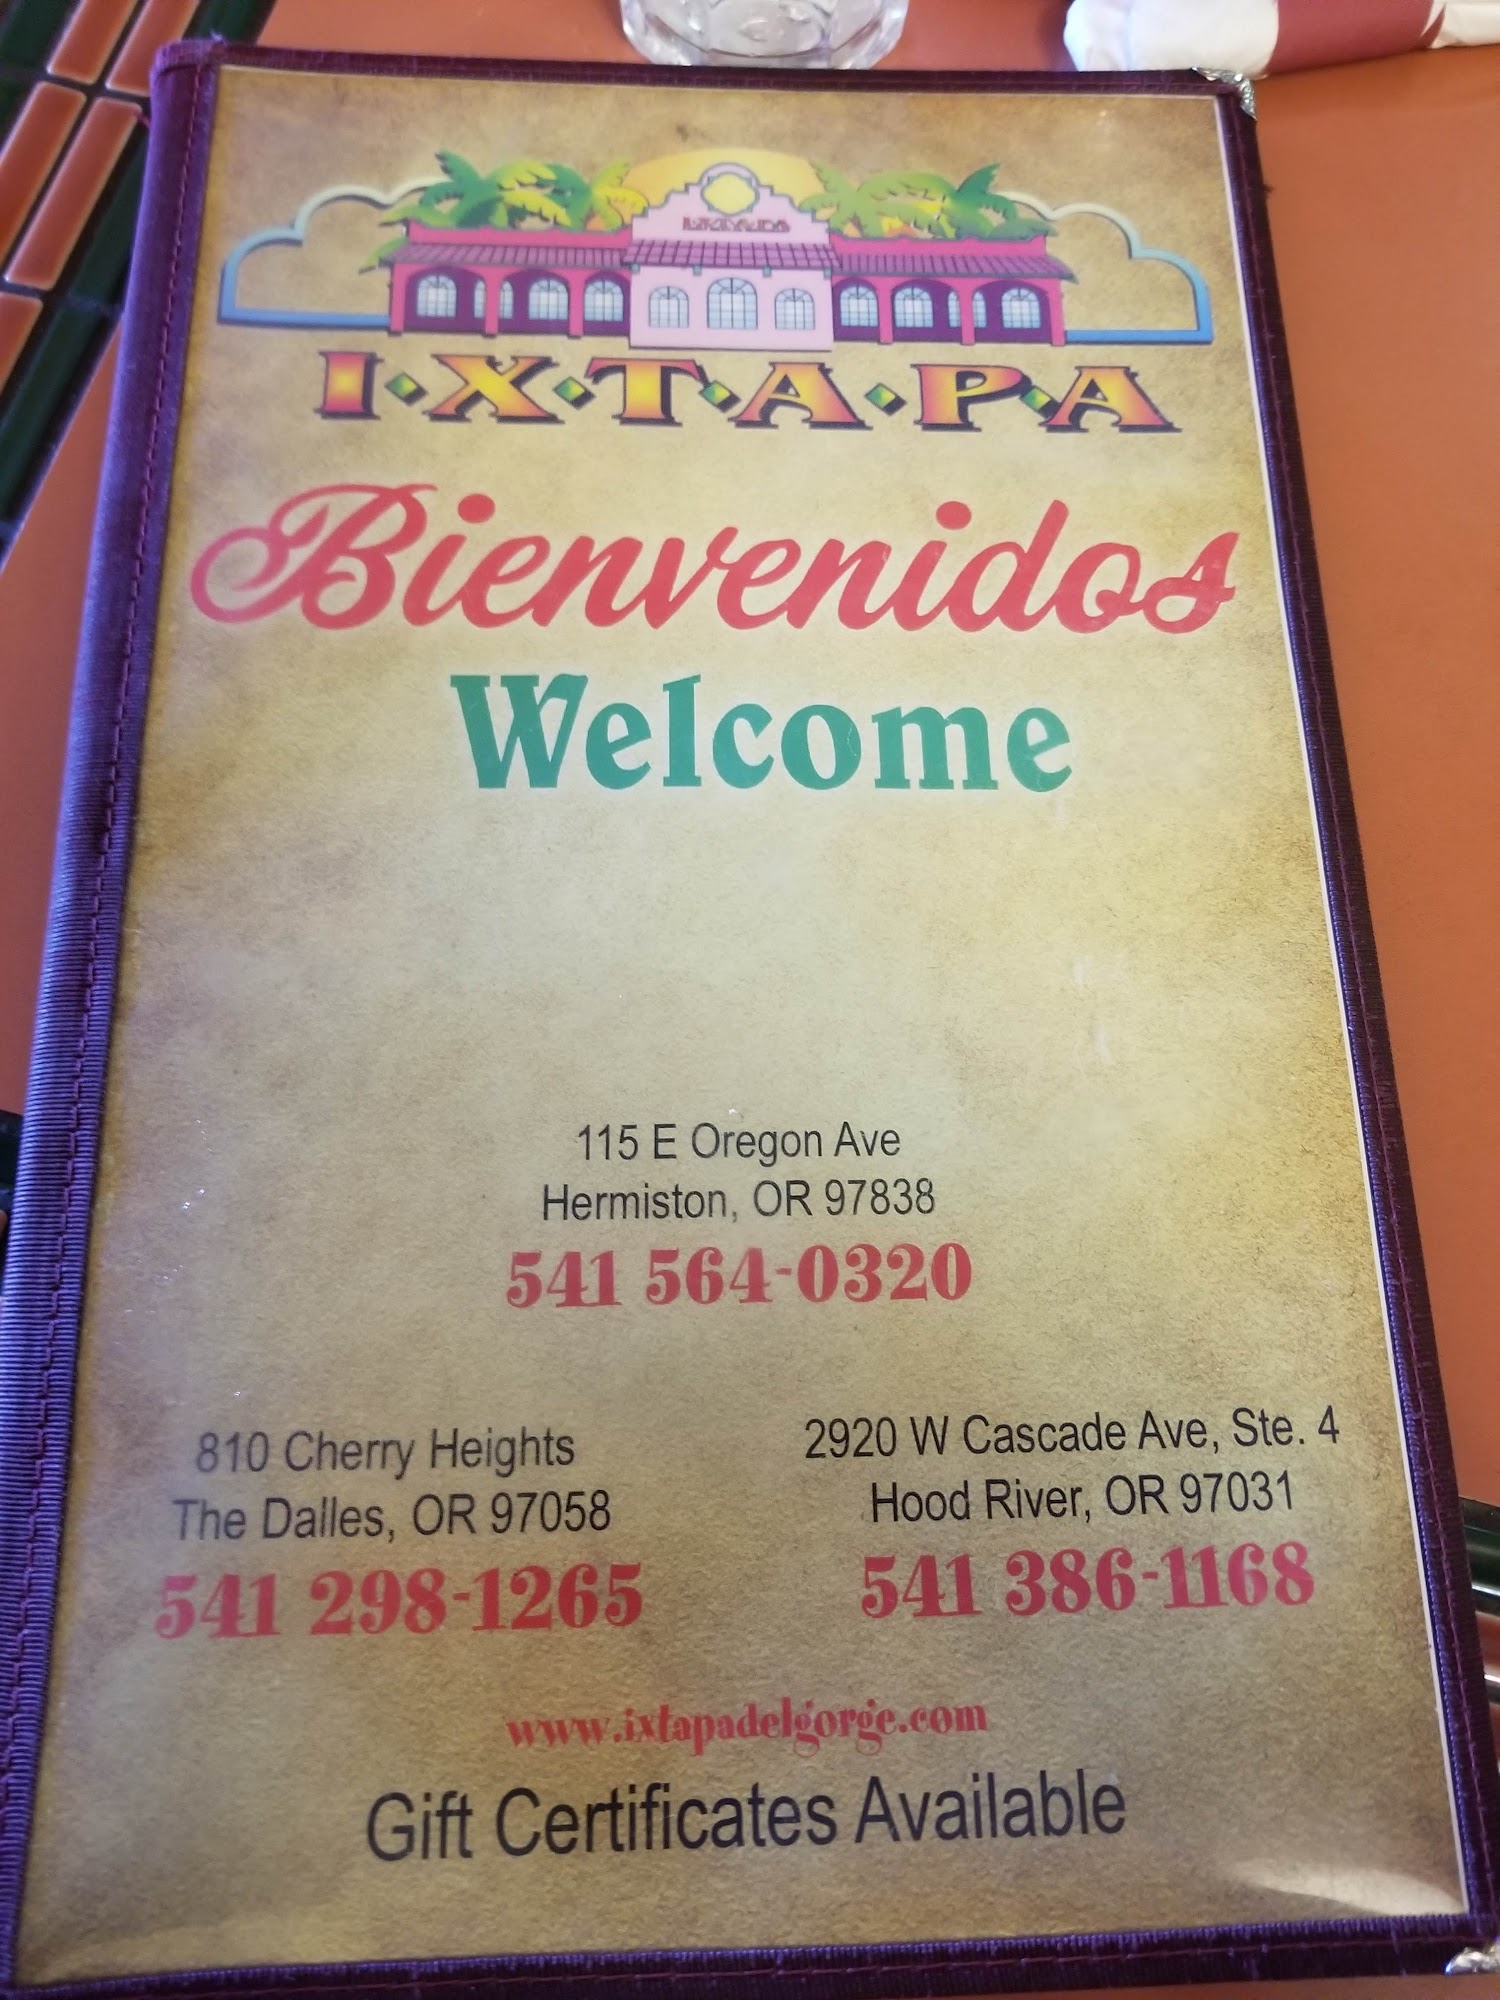 I·X·T·A·P·A
Bienvenidos
Welcome
115 E Oregon Ave
Hermiston, OR 97838
541 564-0320
810 Cherry Heights
The Dalles, OR 97058
541 298-1265
2920 W Cascade Ave, Ste. 4
Hood River, OR 97031
541 386-1168
www.ixtapadelgorge.com
Gift Certificates Available